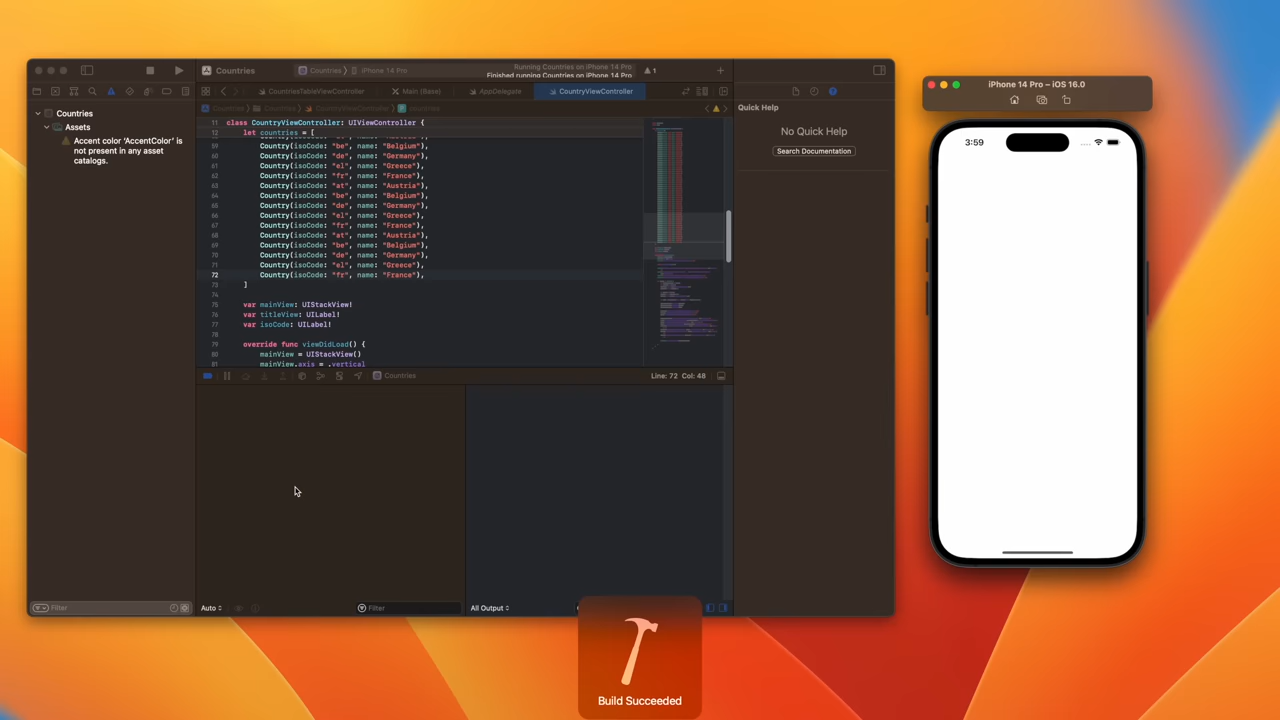 Countries
Countries
iPhone 14 Pro
Running Countries on iPhone 14 Pro
Finished running Countries on iPhone 14 Pro
1
CountriesTableViewController
Main (Base)
AppDelegate
CountryViewController
Countries
Countries
CountryViewController
countries
Countries
Assets
Accent color 'AccentColor' is
not present in any asset
catalogs.
11 class CountryViewController: UIViewController {
12 let countries = [
59 Country(isoCode: "be", name: "Belgium"),
60 Country(isoCode: "de", name: "Germany"),
61 Country(isoCode: "el", name: "Greece"),
62 Country(isoCode: "fr", name: "France"),
63 Country(isoCode: "at", name: "Austria"),
64 Country(isoCode: "be", name: "Belgium"),
65 Country(isoCode: "de", name: "Germany"),
66 Country(isoCode: "el", name: "Greece"),
67 Country(isoCode: "fr", name: "France"),
68 Country(isoCode: "at", name: "Austria"),
69 Country(isoCode: "be", name: "Belgium"),
70 Country(isoCode: "de", name: "Germany"),
71 Country(isoCode: "el", name: "Greece"),
72 Country(isoCode: "fr", name: "France"),
73 ]
74
75 var mainView: UIStackView!
76 var titleView: UILabel!
77 var isoCode: UILabel!
78
79 override func viewDidLoad() {
80 mainView = UIStackView()
81 mainView.axis = .vertical
Countries
Line: 72 Col: 48
Filter
Auto
Filter
All Output
Quick Help
No Quick Help
Search Documentation
iPhone 14 Pro – iOS 16.0
3:59
Build Succeeded